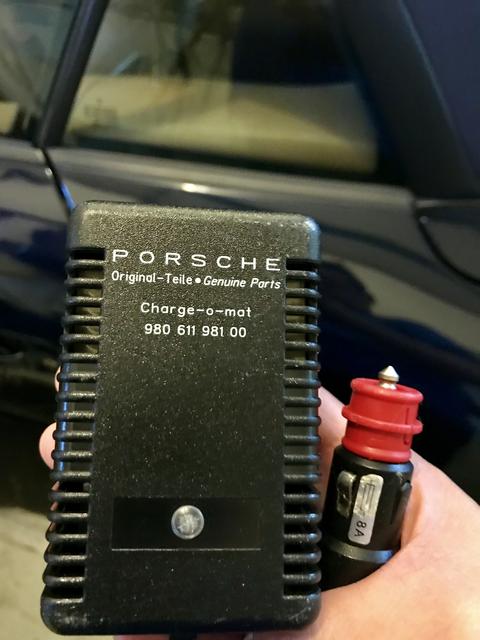 PORSCHE
Original-Teile • Genuine Parts
Charge-o-mat
980 611 981 00
8A